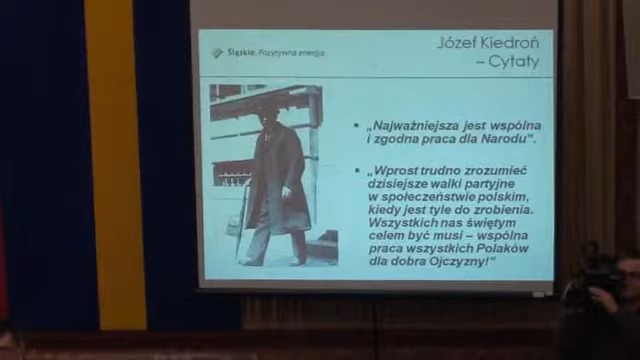 Śląskie. Pozytywna energia
Józef Kiedroń
– Cytaty
▪ „Najważniejsza jest wspólna
i zgodna praca dla Narodu”.
▪ „Wprost trudno zrozumieć
dzisiejsze walki partyjne
w społeczeństwie polskim,
kiedy jest tyle do zrobienia.
Wszystkich nas świętym
celem być musi – wspólna
praca wszystkich Polaków
dla dobra Ojczyzny!”